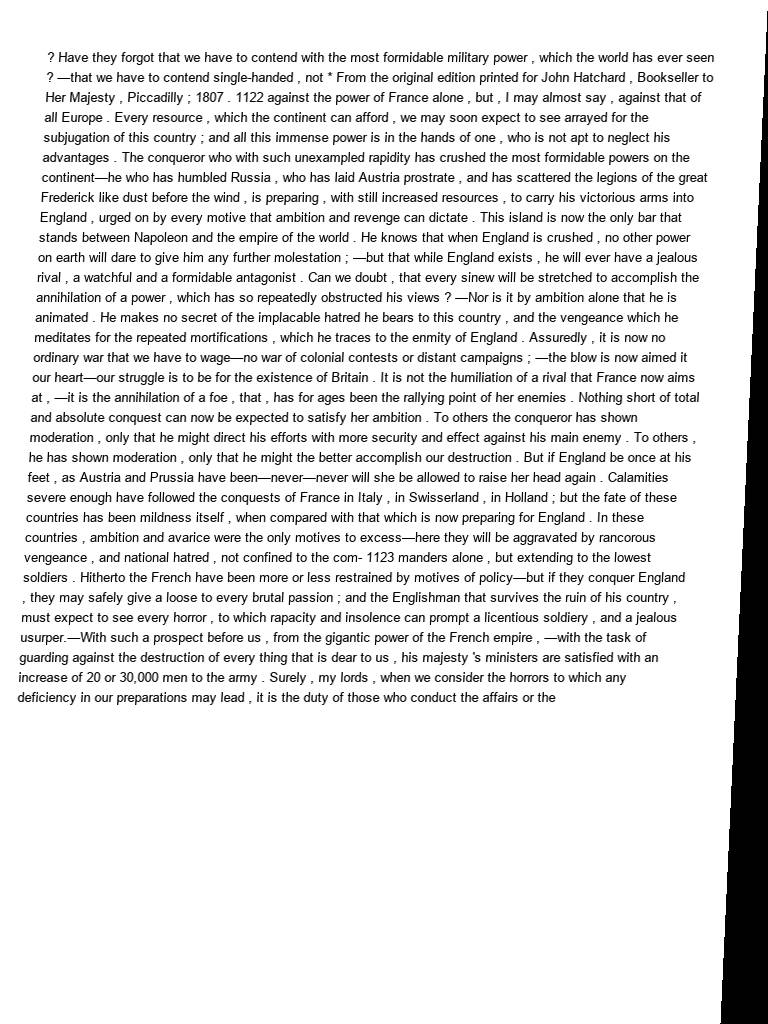 ? Have they forgot that we have to contend with the most formidable military power , which the world has ever seen
? —that we have to contend single-handed , not * From the original edition printed for John Hatchard , Bookseller to
Her Majesty , Piccadilly ; 1807 . 1122 against the power of France alone , but , I may almost say , against that of
all Europe . Every resource , which the continent can afford , we may soon expect to see arrayed for the
subjugation of this country ; and all this immense power is in the hands of one , who is not apt to neglect his
advantages . The conqueror who with such unexampled rapidity has crushed the most formidable powers on the
continent—he who has humbled Russia , who has laid Austria prostrate , and has scattered the legions of the great
Frederick like dust before the wind , is preparing , with still increased resources , to carry his victorious arms into
England , urged on by every motive that ambition and revenge can dictate . This island is now the only bar that
stands between Napoleon and the empire of the world . He knows that when England is crushed , no other power
on earth will dare to give him any further molestation ; —but that while England exists , he will ever have a jealous
rival , a watchful and a formidable antagonist . Can we doubt , that every sinew will be stretched to accomplish the
annihilation of a power , which has so repeatedly obstructed his views ? —Nor is it by ambition alone that he is
animated . He makes no secret of the implacable hatred he bears to this country , and the vengeance which he
meditates for the repeated mortifications , which he traces to the enmity of England . Assuredly , it is now no
ordinary war that we have to wage—no war of colonial contests or distant campaigns ; —the blow is now aimed it
our heart—our struggle is to be for the existence of Britain . It is not the humiliation of a rival that France now aims
at , —it is the annihilation of a foe , that , has for ages been the rallying point of her enemies . Nothing short of total
and absolute conquest can now be expected to satisfy her ambition . To others the conqueror has shown
moderation , only that he might direct his efforts with more security and effect against his main enemy . To others ,
he has shown moderation , only that he might the better accomplish our destruction . But if England be once at his
feet , as Austria and Prussia have been—never—never will she be allowed to raise her head again . Calamities
severe enough have followed the conquests of France in Italy , in Swisserland , in Holland ; but the fate of these
countries has been mildness itself , when compared with that which is now preparing for England . In these
countries , ambition and avarice were the only motives to excess—here they will be aggravated by rancorous
vengeance , and national hatred , not confined to the com- 1123 manders alone , but extending to the lowest
soldiers . Hitherto the French have been more or less restrained by motives of policy—but if they conquer England
, they may safely give a loose to every brutal passion ; and the Englishman that survives the ruin of his country ,
must expect to see every horror , to which rapacity and insolence can prompt a licentious soldiery , and a jealous
usurper.—With such a prospect before us , from the gigantic power of the French empire , —with the task of
guarding against the destruction of every thing that is dear to us , his majesty 's ministers are satisfied with an
increase of 20 or 30,000 men to the army . Surely , my lords , when we consider the horrors to which any
deficiency in our preparations may lead , it is the duty of those who conduct the affairs or the